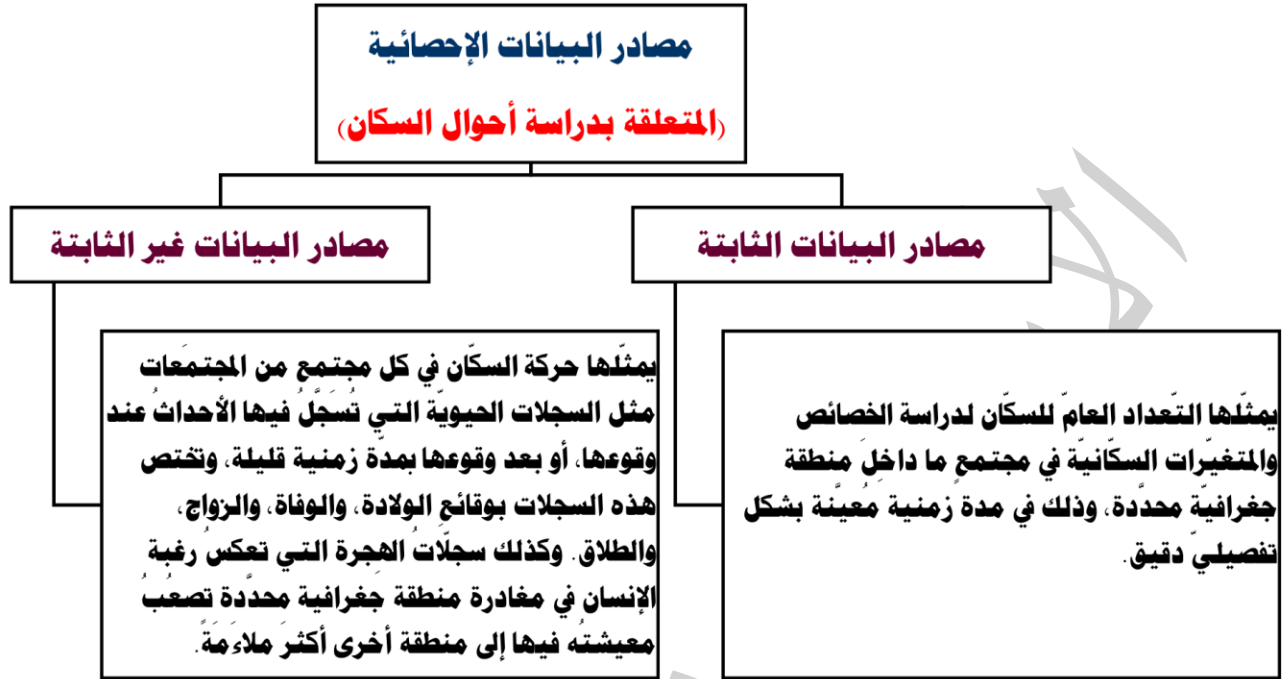 مصادر البيانات الإحصائية
(المتعلقة بدراسة أحوال السكان)
مصادر البيانات الثابتة
مصادر البيانات غير الثابتة
يمثّلها التّعداد العامّ للسكّان لدراسة الخصائص
والمتغيّرات السكّانيّة في مجتمعٍ ما داخِلَ منطقة
جغرافيّة محدّدة، وذلك في مدة زمنية مُعيّنة بشكل
تفصيليّ دقيق.
يمثّلها حركة السكّان في كل مجتمع من المجتمَعات
مثل السجلات الحيويّة التي تُسَجَّلُ فيها الأحداثُ عند
وقوعها، أو بعد وقوعها بمدّة زمنية قليلة، وتختص
هذه السجلات بوقائع الولادة، والوفاة، والزواج،
والطلاق. وكذلك سجلّاتُ الهِجرة التي تعكسُ رغبة
الإنسان في مغادرة منطقة جغرافية محدّدة تصعُبُ
معيشتُه فيها إلى منطقة أخرى أكثرَ ملاءَمَةً.